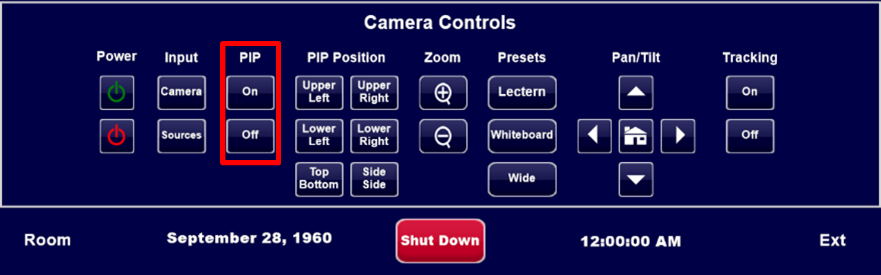 Camera Controls
Power Input PIP PIP Position Zoom Presets Pan/Tilt Tracking
Camera On Upper Left Upper Right Lectern On
Sources Off Lower Left Lower Right Whiteboard Off
Top Bottom Side Side Wide
Room September 28, 1960 Shut Down 12:00:00 AM Ext